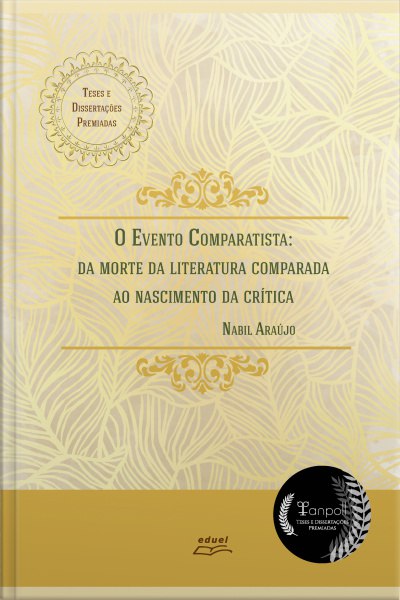 Teses e
Dissertações
Premiadas
O Evento Comparatista:
da morte da literatura comparada
ao nascimento da crítica
Nabil Araújo
eduel
anpoll
Teses e Dissertações
Premiadas